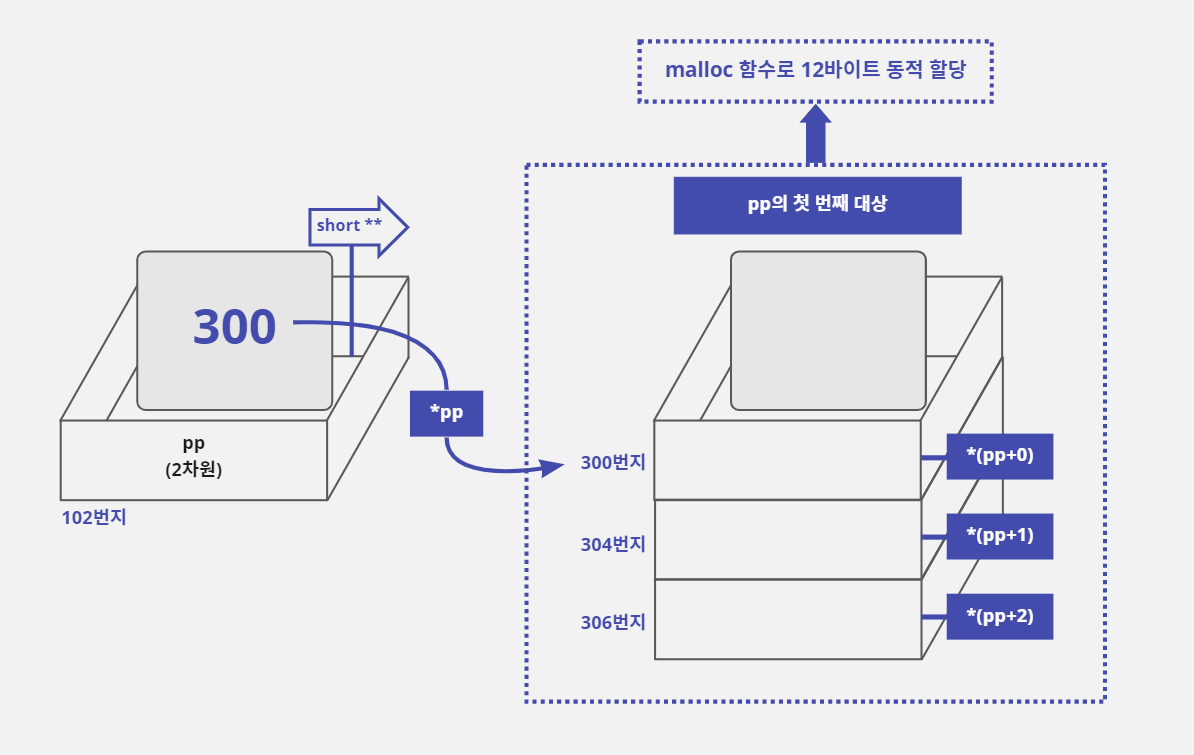 malloc 함수로 12바이트 동적 할당
pp의 첫 번째 대상
short **
300
*pp
pp
(2차원)
102번지
300번지
*(pp+0)
304번지
*(pp+1)
306번지
*(pp+2)